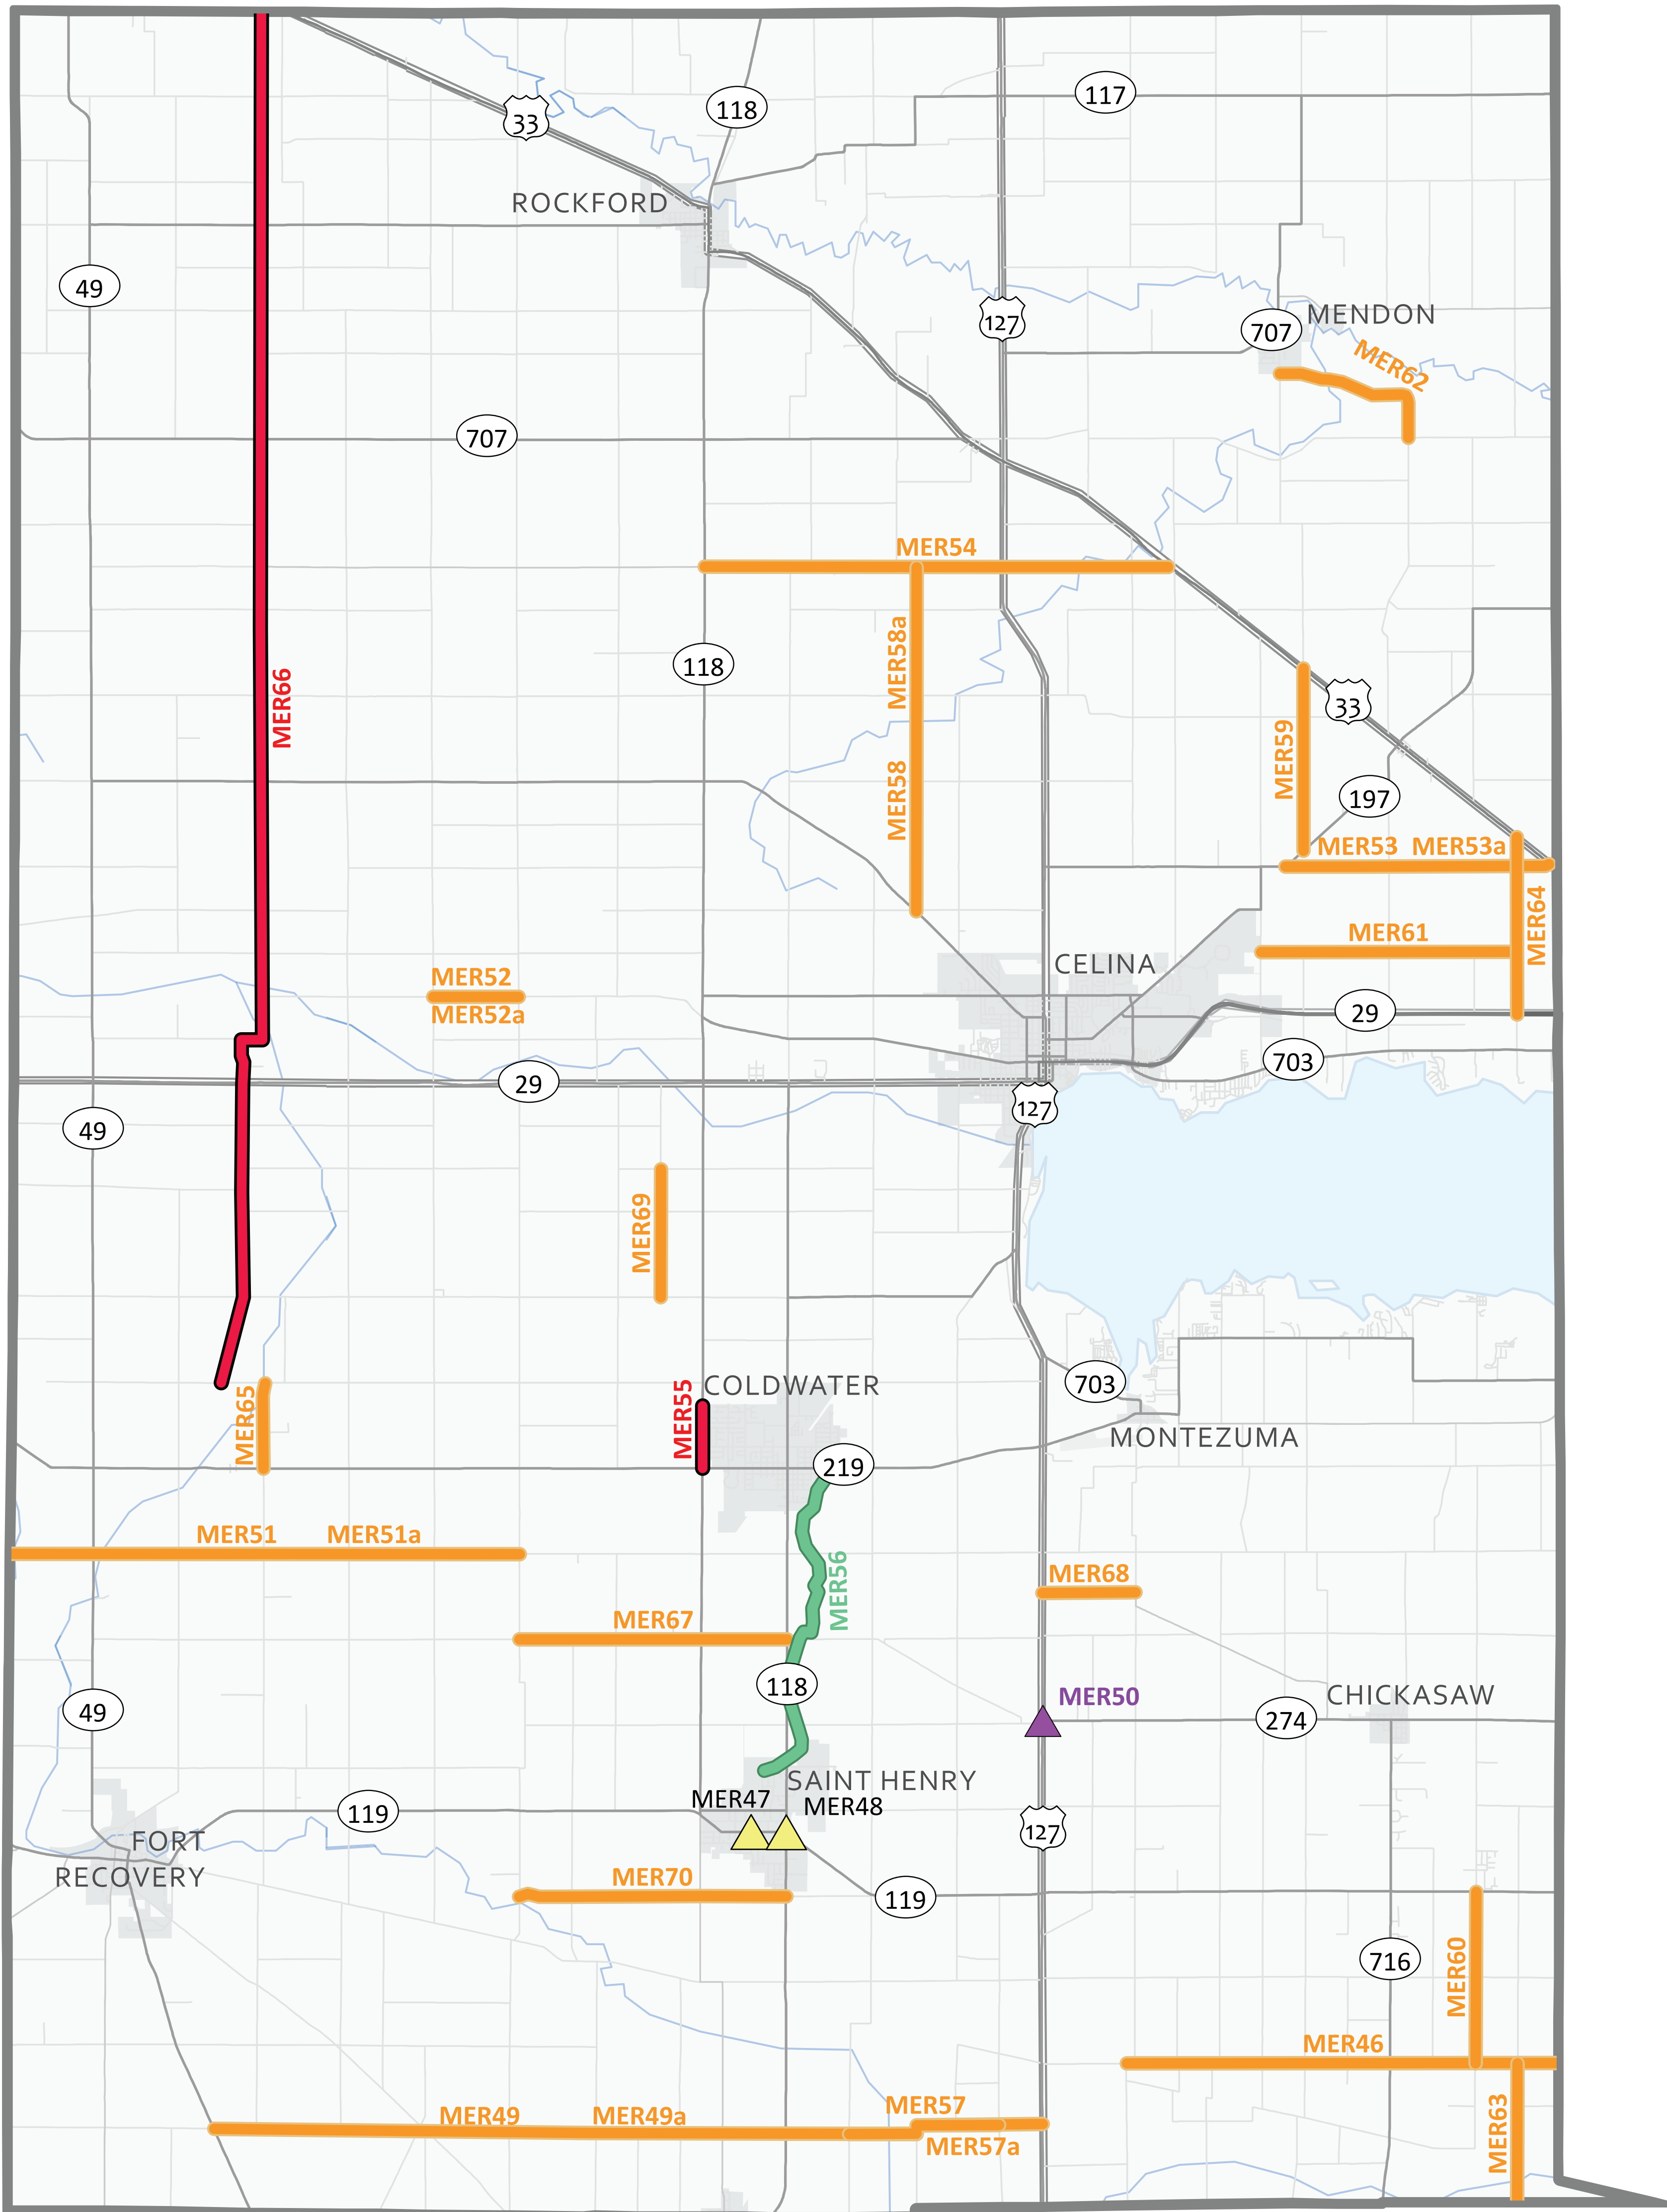 117
118
33
ROCKFORD
49
MENDON
127
707
MER62
707
MER54
MER58a
118
MER66
33
MER59
MER58
197
MER53 MER53a
MER64
MER61
CELINA
MER52
MER52a
29
703
29
127
49
MER69
703
COLDWATER
MER55
MER65
MONTEZUMA
219
MER51 MER51a
MER56
MER68
MER67
118
MER50
CHICKASAW
49
274
SAINT HENRY
MER47
MER48
119
127
FORT
RECOVERY
MER70
119
MER60
716
MER46
MER57
MER49 MER49a
MER57a
MER63